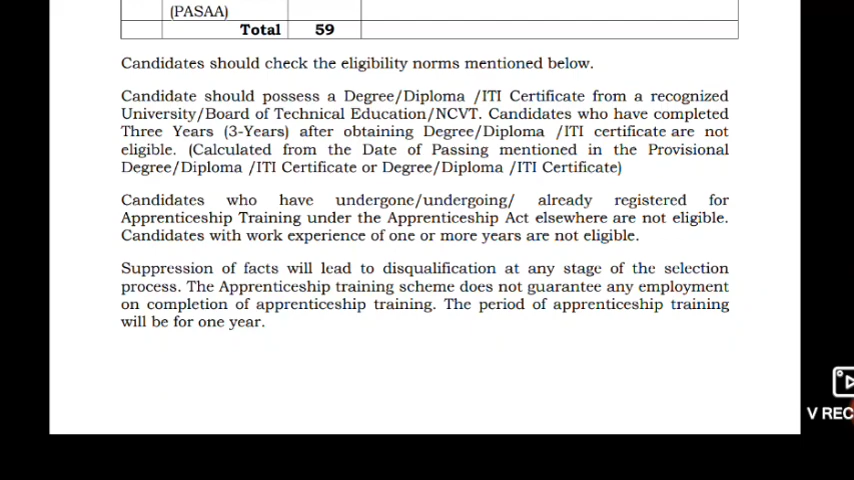 (PASAA)
Total 59
Candidates should check the eligibility norms mentioned below.
Candidate should possess a Degree/Diploma /ITI Certificate from a recognized
University/Board of Technical Education/NCVT. Candidates who have completed
Three Years (3-Years) after obtaining Degree/Diploma /ITI certificate are not
eligible. (Calculated from the Date of Passing mentioned in the Provisional
Degree/Diploma /ITI Certificate or Degree/Diploma /ITI Certificate)
Candidates who have undergone/undergoing/ already registered for
Apprenticeship Training under the Apprenticeship Act elsewhere are not eligible.
Candidates with work experience of one or more years are not eligible.
Suppression of facts will lead to disqualification at any stage of the selection
process. The Apprenticeship training scheme does not guarantee any employment
on completion of apprenticeship training. The period of apprenticeship training
will be for one year.
V REC